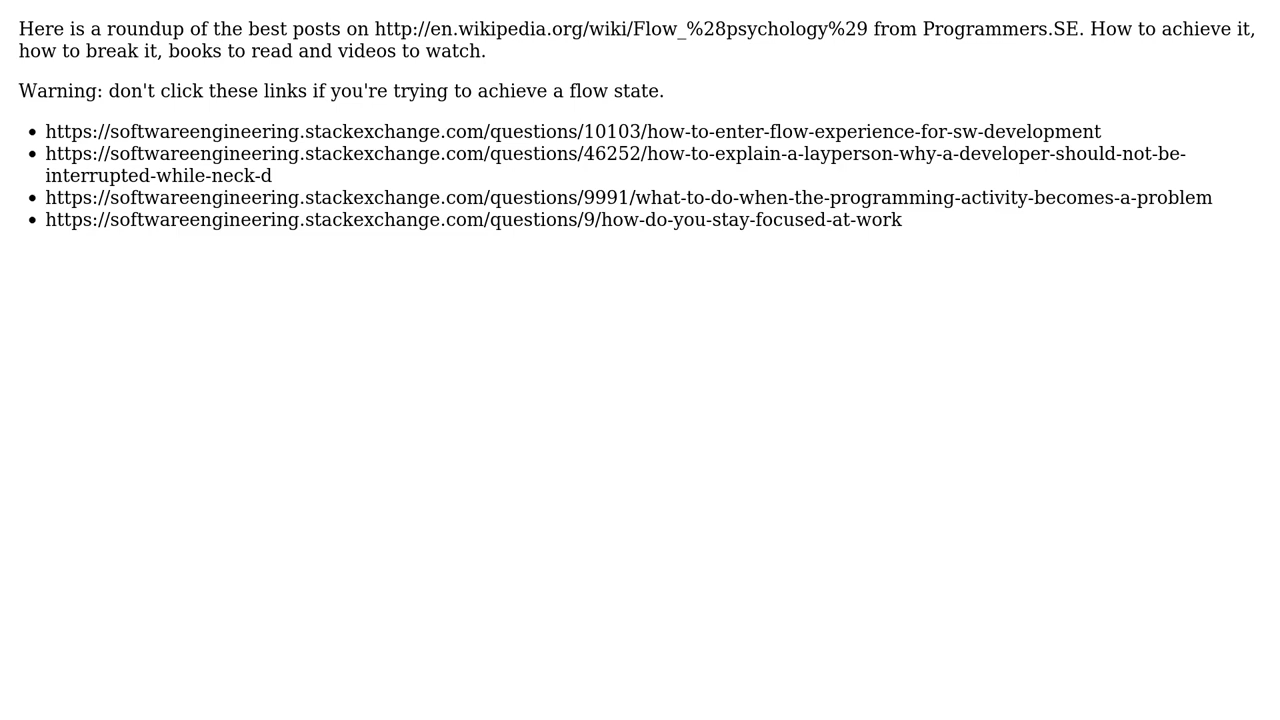 Here is a roundup of the best posts on http://en.wikipedia.org/wiki/Flow_%28psychology%29 from Programmers.SE. How to achieve it,
how to break it, books to read and videos to watch.
Warning: don't click these links if you're trying to achieve a flow state.
• https://softwareengineering.stackexchange.com/questions/10103/how-to-enter-flow-experience-for-sw-development
• https://softwareengineering.stackexchange.com/questions/46252/how-to-explain-a-layperson-why-a-developer-should-not-be-
interrupted-while-neck-d
• https://softwareengineering.stackexchange.com/questions/9991/what-to-do-when-the-programming-activity-becomes-a-problem
• https://softwareengineering.stackexchange.com/questions/9/how-do-you-stay-focused-at-work